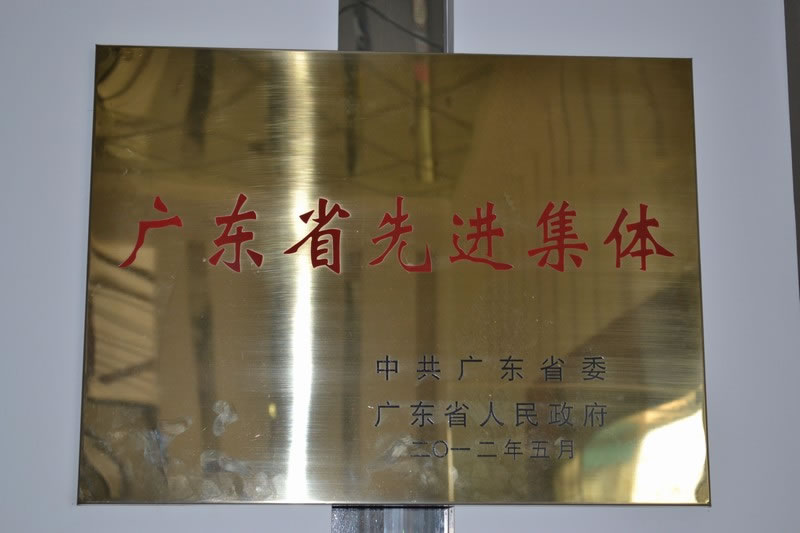 广东省先进集体
中共广东省委
广东省人民政府
二〇一二年五月